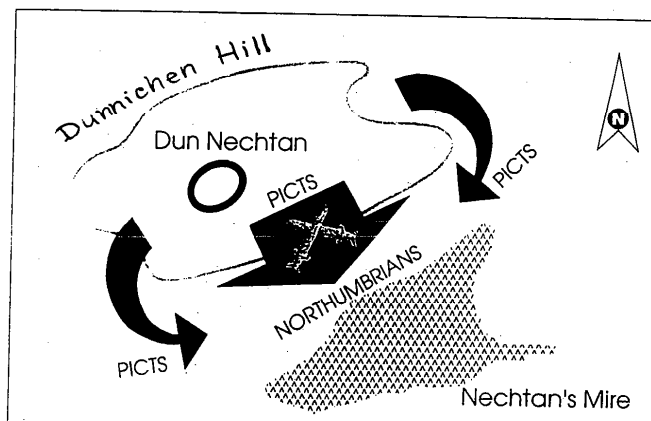 Dunnichen Hill
Dun Nechtan
PICTS
PICTS
N
NORTHUMBRIANS
PICTS
Nechtan's Mire